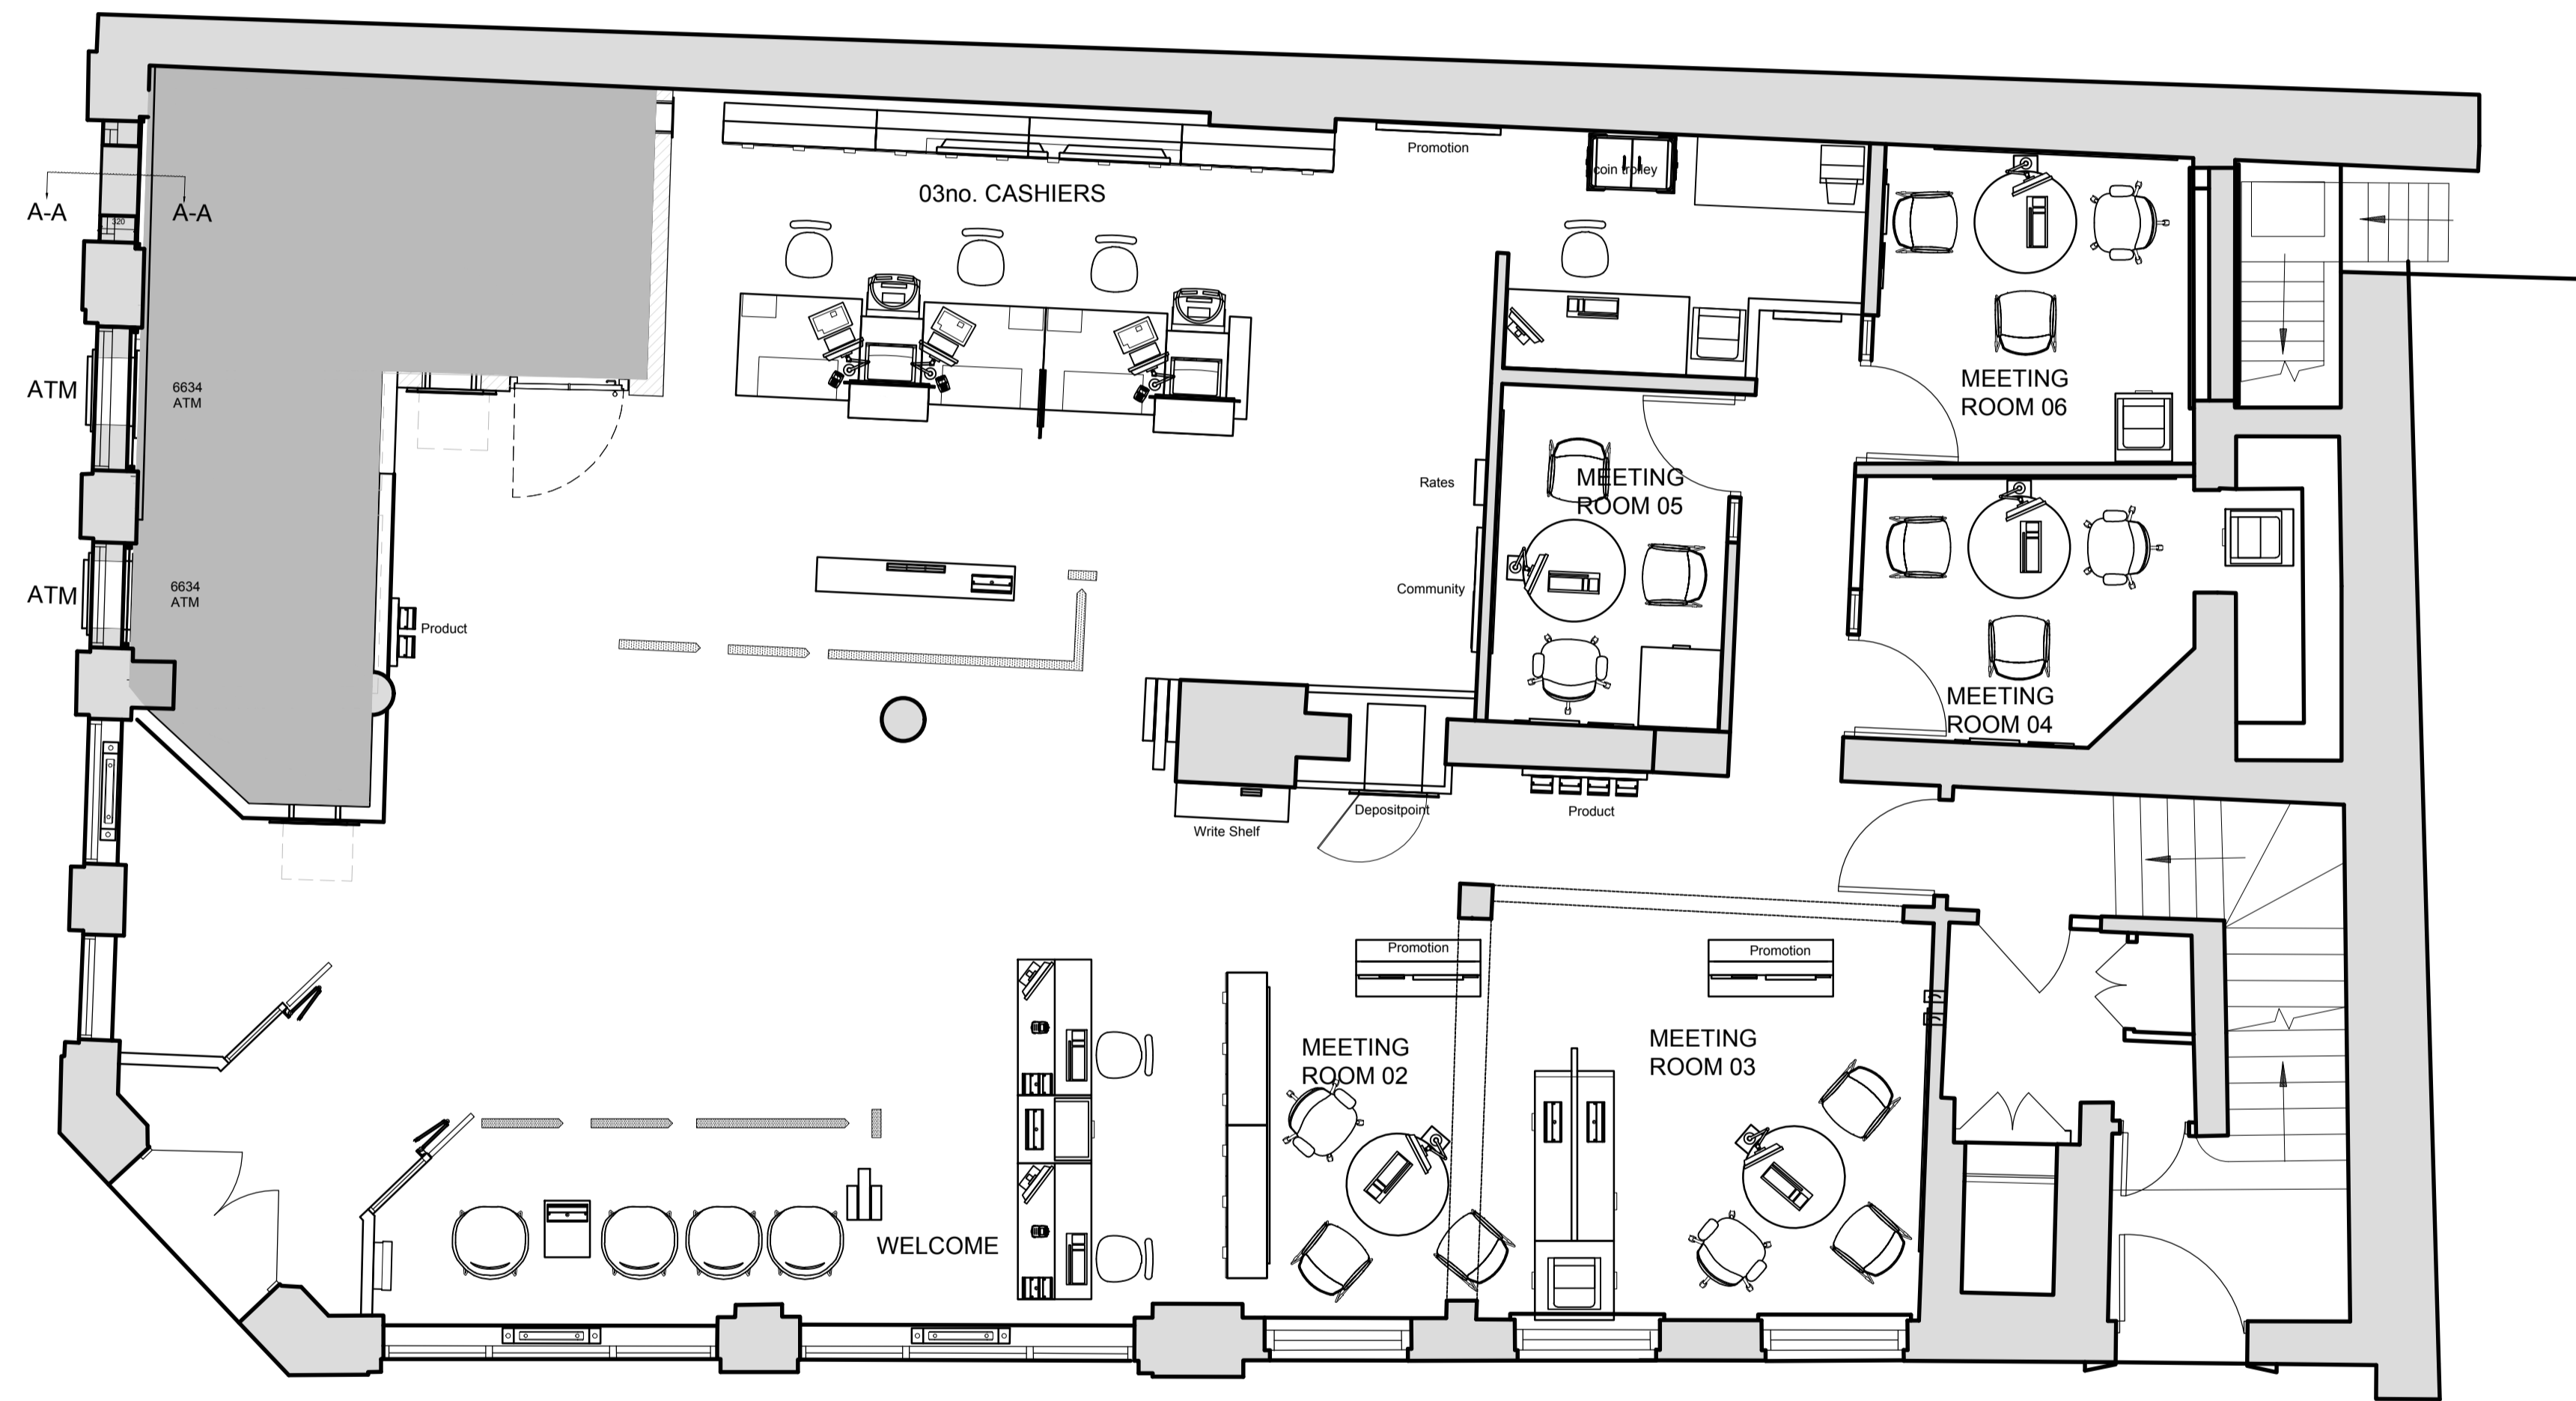 Promotion
coin trolley
03no. CASHIERS
A-A
A-A
320
MEETING
ROOM 06
ATM
6634
ATM
Rates
MEETING
ROOM 05
Community
ATM
6634
ATM
Product
MEETING
ROOM 04
Depositpoint
Product
Write Shelf
Promotion
Promotion
MEETING
ROOM 02
MEETING
ROOM 03
WELCOME